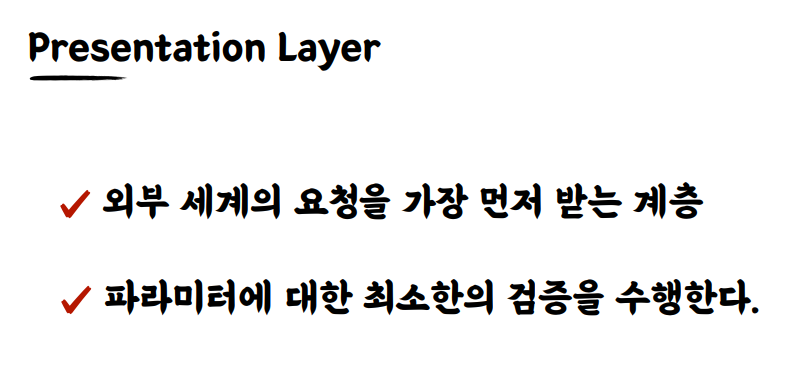 Presentation Layer
외부 세계의 요청을 가장 먼저 받는 계층
파라미터에 대한 최소한의 검증을 수행한다.